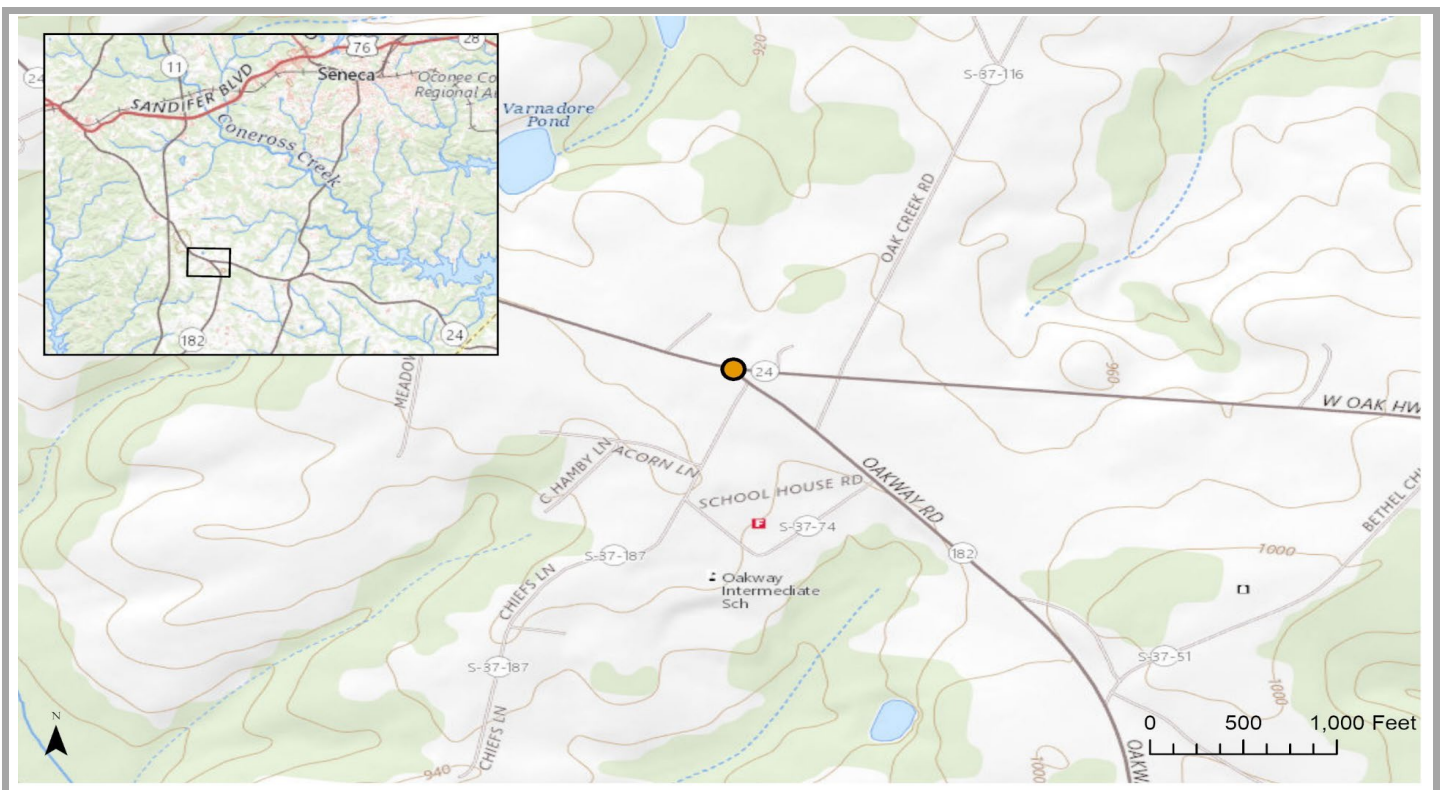 76
28
11
Seneca
Oconee Co
Regional
24
SANDIFER BLVD
Coneross Creek
182
24
920
S-37-116
Varnadore
Pond
OAK CREEK RD
24
960
W OAK HW
MEADOW
C HAMBY LN
ACORN LN
SCHOOL HOUSE RD
OAKWAY RD
F
S-37-74
BETHEL CH
S-37-187
182
1000
CHIEFS LN
Oakway
Intermediate
Sch
S-37-187
S-37-51
1000
N
CHIEFS LN
940
1000
OAKW
0 500 1,000 Feet